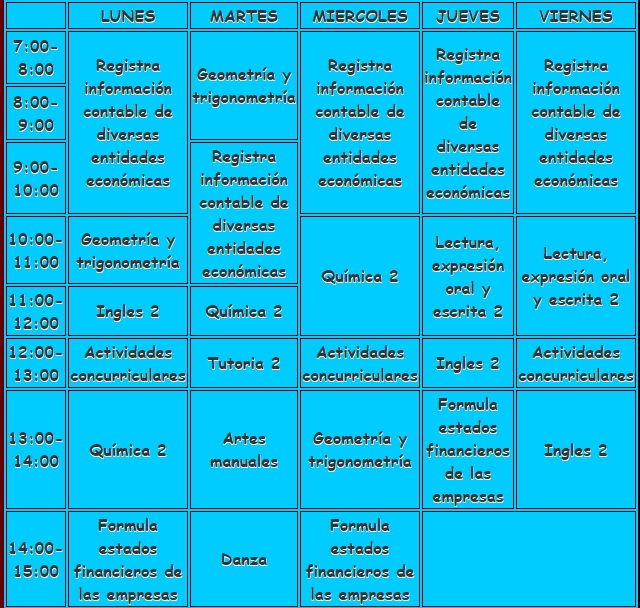 LUNES MARTES MIERCOLES JUEVES VIERNES
7:00-
8:00
Registra
información
contable de
diversas
entidades
económicas
Geometría y
trigonometría
Registra
información
contable de
diversas
entidades
económicas
Registra
información
contable
de
diversas
entidades
económicas
Registra
información
contable de
diversas
entidades
económicas
8:00-
9:00
9:00-
10:00
Registra
información
contable de
diversas
entidades
económicas
10:00-
11:00
Geometría y
trigonometría
Química 2
Lectura,
expresión
oral y
escrita 2
Lectura,
expresión oral
y escrita 2
11:00-
12:00
Ingles 2
Química 2
12:00-
13:00
Actividades
concurriculares
Tutoria 2
Actividades
concurriculares
Ingles 2
Actividades
concurriculares
13:00-
14:00
Química 2
Artes
manuales
Geometría y
trigonometría
Formula
estados
financieros
de las
empresas
Ingles 2
14:00-
15:00
Formula
estados
financieros de
las empresas
Danza
Formula
estados
financieros de
las empresas